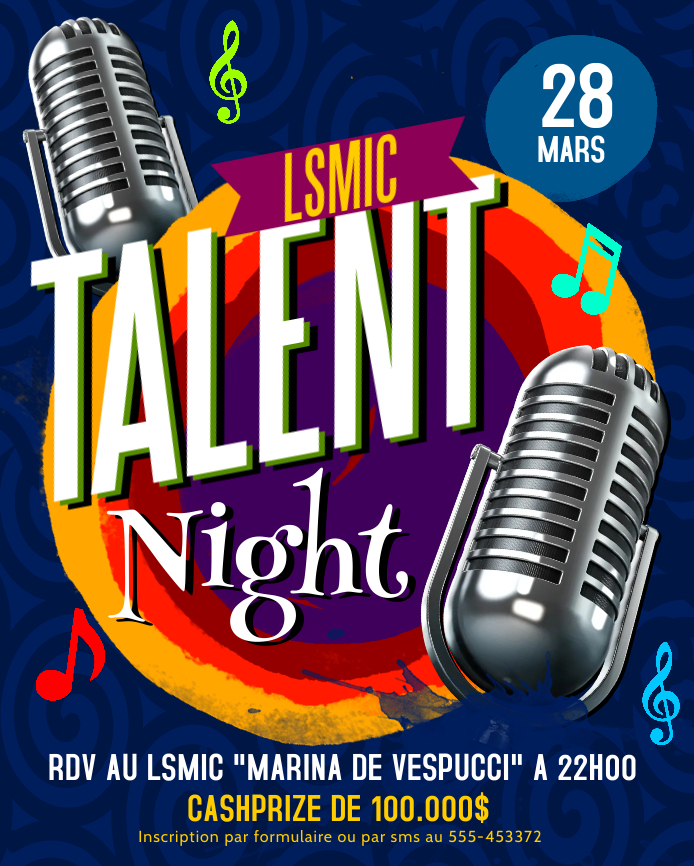 28
MARS
LSMIC
TALENT
Night
RDV AU LSMIC "MARINA DE VESPUCCI" A 22H00
CASHPRIZE DE 100.000$
Inscription par formulaire ou par sms au 555-453372